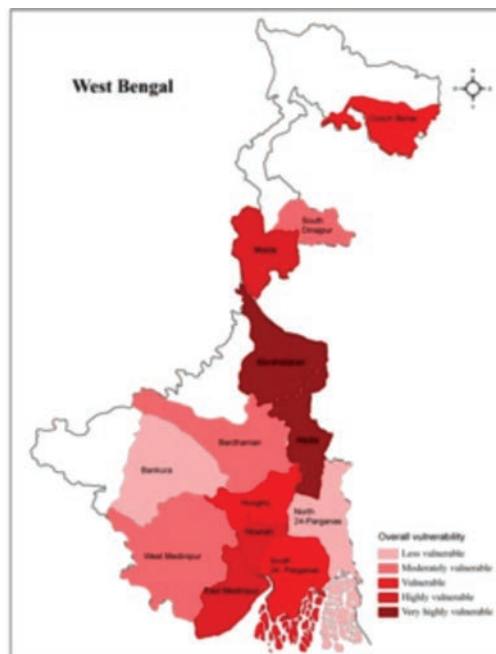 West Bengal
Cooch Behar
South
Dinajpur
Malda
Murshidabad
Nadia
Bardhaman
Bankura
Hooghly
North
24-Parganas
Howrah
West Medinipur
South
24- Parganas
East Medinipur
Overall vulnerability
Less vulnerable
Moderately vulnerable
Vulnerable
Highly vulnerable
Very highly vulnerable